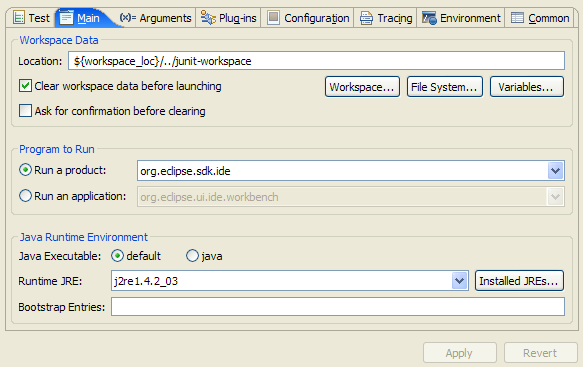 Test Main (x)= Arguments Plug-ins Configuration Tracing Environment Common
Workspace Data
Location: ${workspace_loc}/../junit-workspace
Clear workspace data before launching Workspace... File System... Variables...
Ask for confirmation before clearing
Program to Run
Run a product: org.eclipse.sdk.ide
Run an application: org.eclipse.ui.ide.workbench
Java Runtime Environment
Java Executable: default java
Runtime JRE: j2re1.4.2_03 Installed JREs...
Bootstrap Entries:
Apply Revert